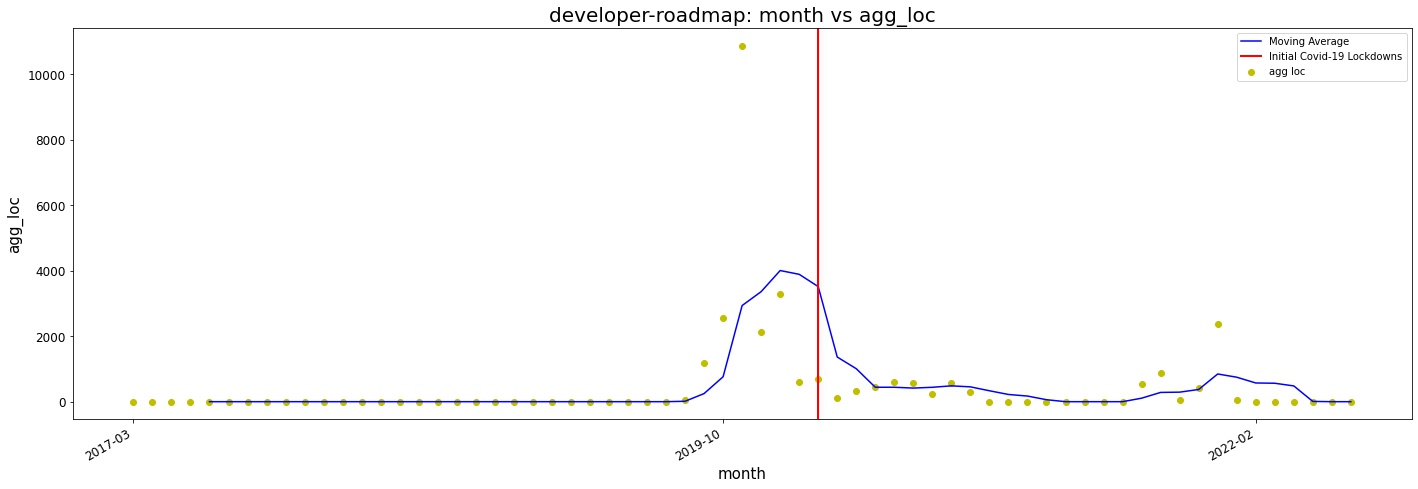 developer-roadmap: month vs agg_loc
Moving Average
Initial Covid-19 Lockdowns
agg loc
10000
8000
6000
4000
2000
0
agg_loc
2017-03
2019-10
2022-02
month